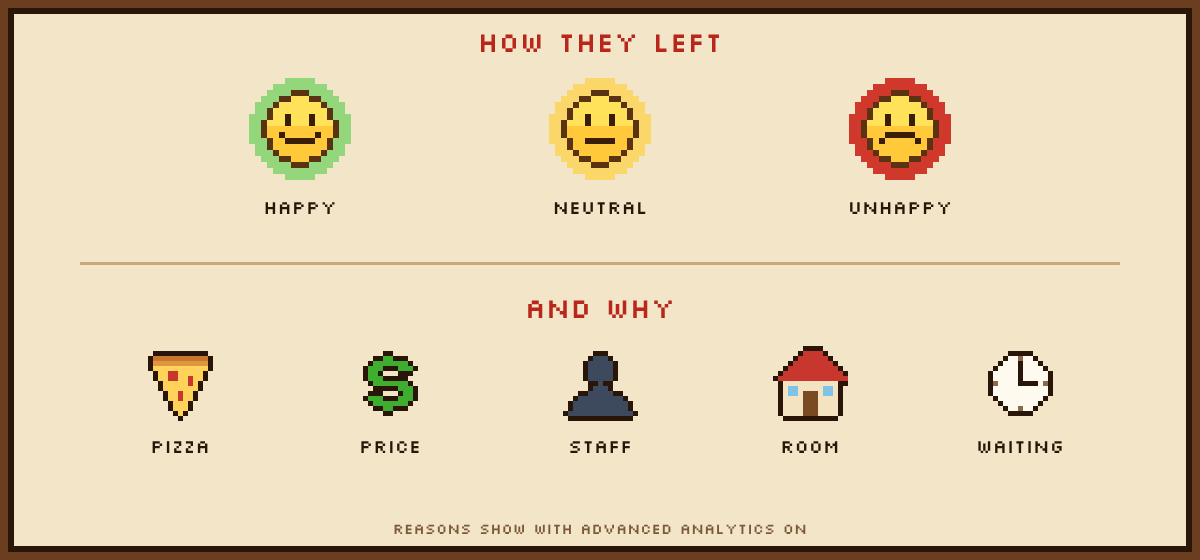 HOW THEY LEFT
HAPPY NEUTRAL UNHAPPY
AND WHY
PIZZA PRICE STAFF ROOM WAITING
REASONS SHOW WITH ADVANCED ANALYTICS ON